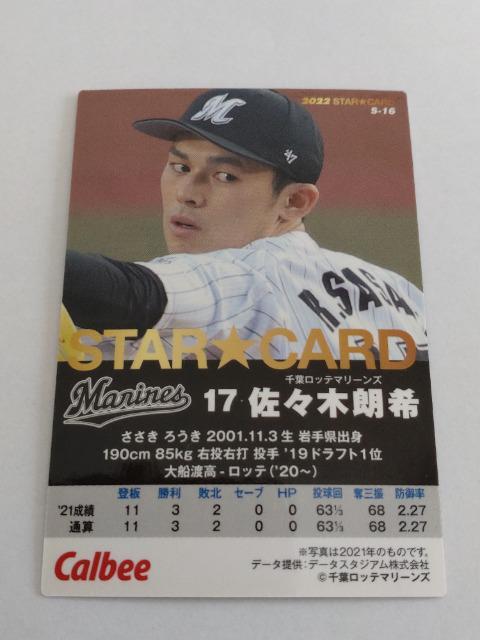 2022 STAR★CARD
S-16
M
'47
R.SASA
STAR★CARD
千葉ロッテマリーンズ
Marines 17 佐々木朗希
ささき ろうき 2001.11.3生 岩手県出身
190cm 85kg 右投右打 投手 '19ドラフト1位
大船渡高-ロッテ('20〜)
登板 勝利 敗北 セーブ HP 投球回 奪三振 防御率
'21成績 11 3 2 0 0 63⅓ 68 2.27
通算 11 3 2 0 0 63⅓ 68 2.27
※写真は2021年のものです。
データ提供:データスタジアム株式会社
©千葉ロッテマリーンズ
Calbee